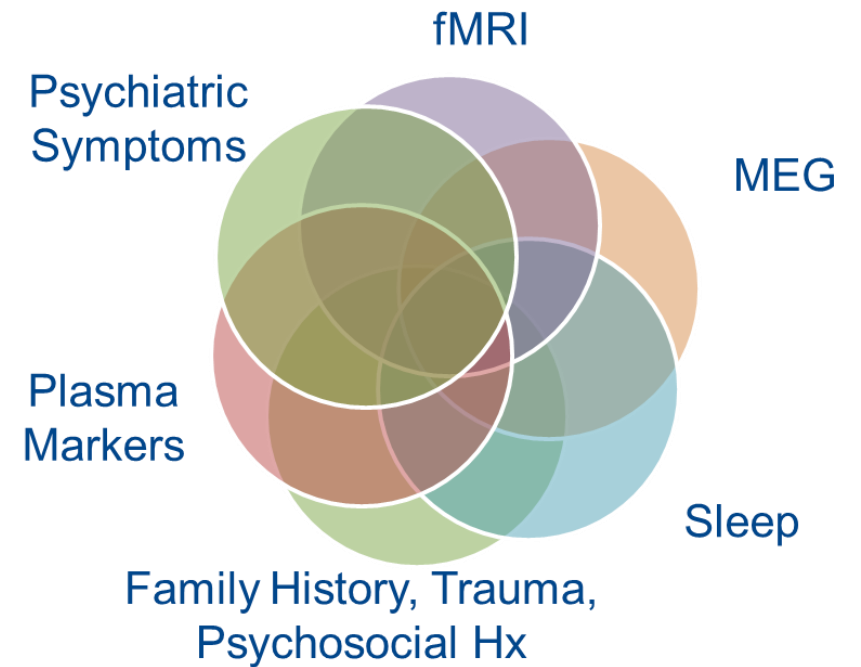 fMRI
Psychiatric
Symptoms
MEG
Plasma
Markers
Sleep
Family History, Trauma,
Psychosocial Hx